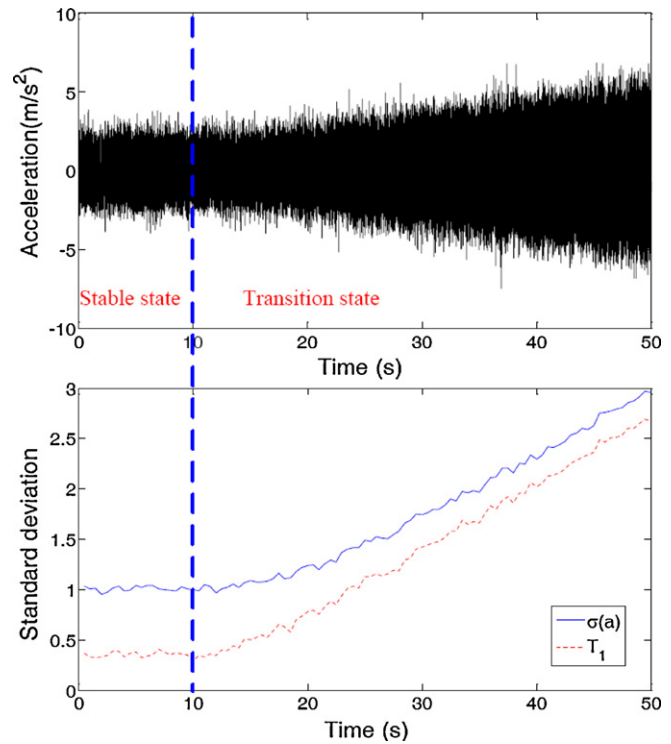 10
5
0
-5
-10
Acceleration(m/s²)
Stable state
Transition state
0 10 20 30 40 50
Time (s)
3
2.5
2
1.5
1
0.5
0
Standard deviation
σ(a)
T₁
0 10 20 30 40 50
Time (s)